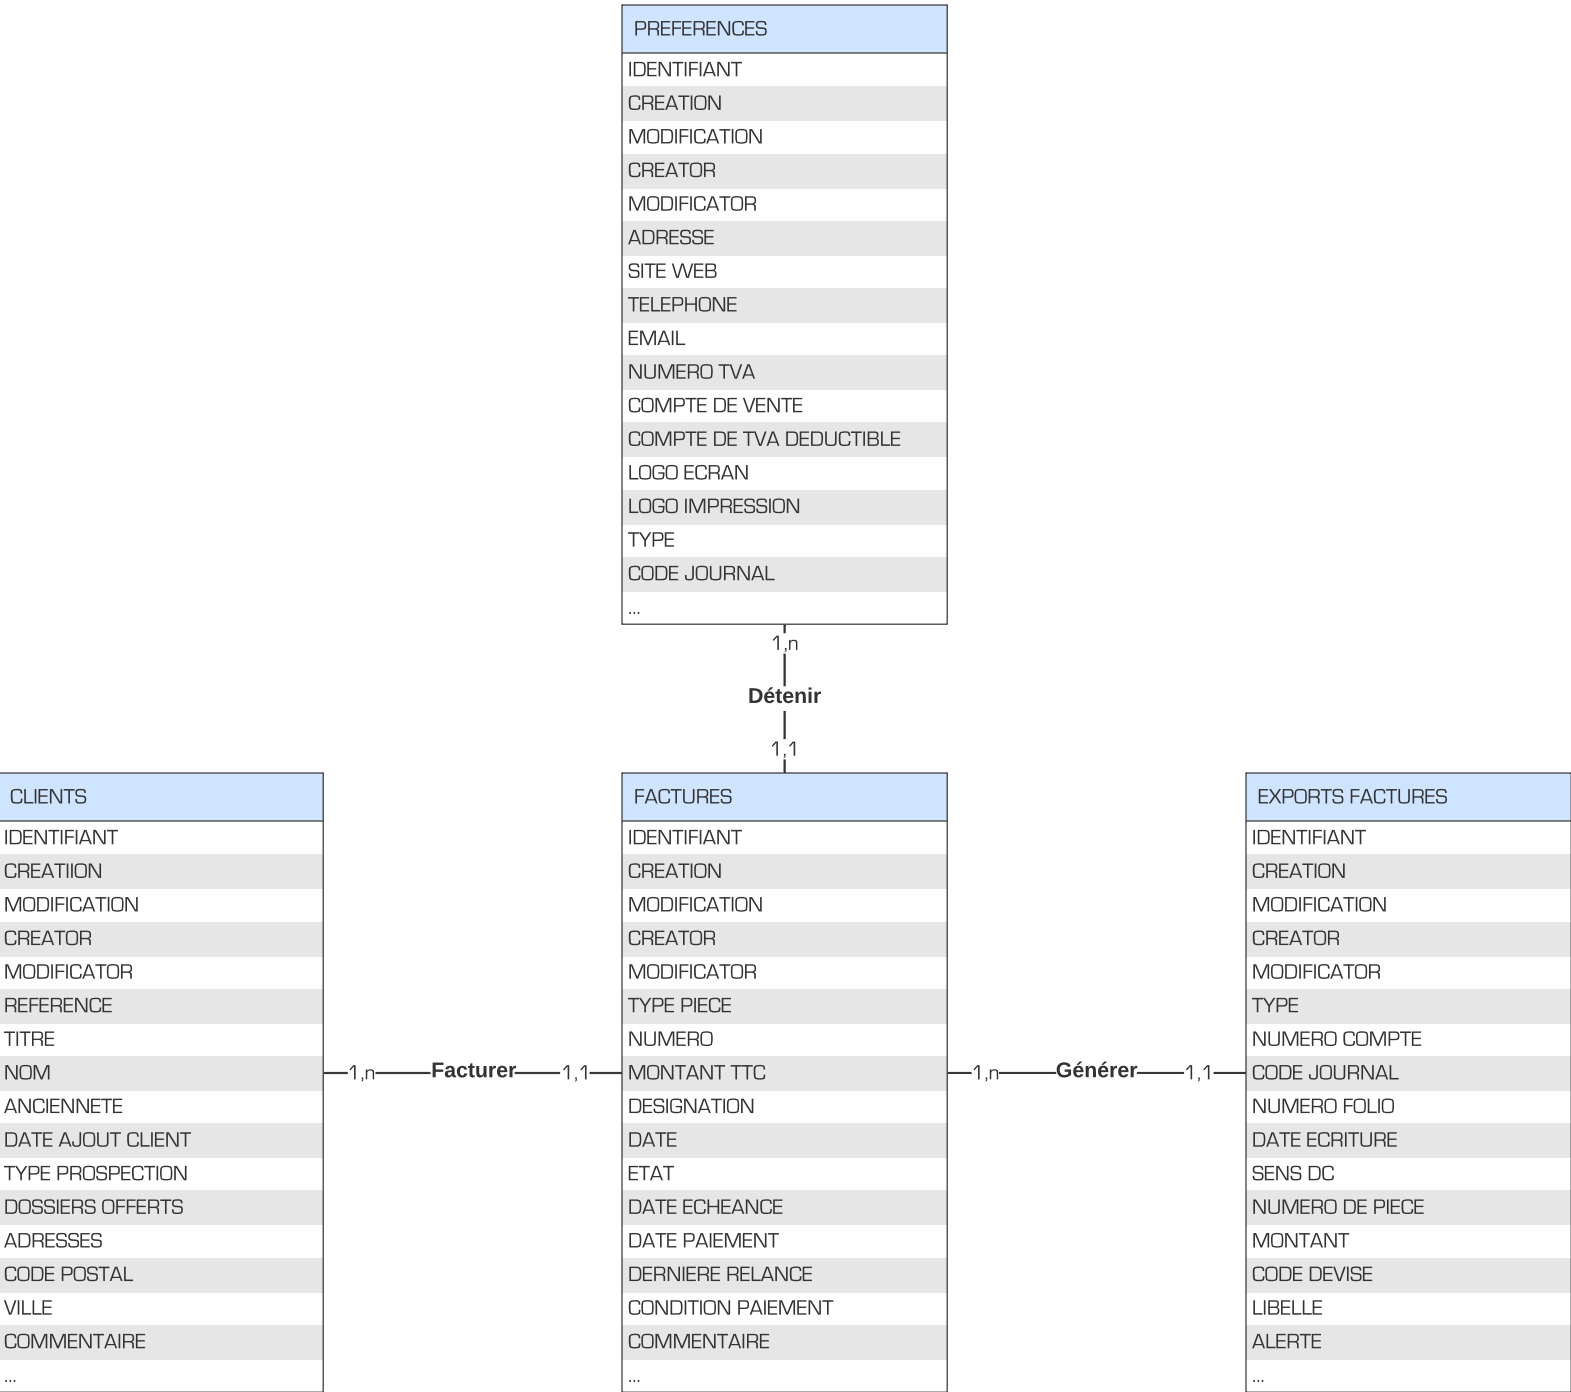 PREFERENCES
IDENTIFIANT
CREATION
MODIFICATION
CREATOR
MODIFICATOR
ADRESSE
SITE WEB
TELEPHONE
EMAIL
NUMERO TVA
COMPTE DE VENTE
COMPTE DE TVA DEDUCTIBLE
LOGO ECRAN
LOGO IMPRESSION
TYPE
CODE JOURNAL
...
1,n
Détenir
1,1
CLIENTS
IDENTIFIANT
CREATIION
MODIFICATION
CREATOR
MODIFICATOR
REFERENCE
TITRE
NOM
ANCIENNETE
DATE AJOUT CLIENT
TYPE PROSPECTION
DOSSIERS OFFERTS
ADRESSES
CODE POSTAL
VILLE
COMMENTAIRE
...
1,n
Facturer
1,1
FACTURES
IDENTIFIANT
CREATION
MODIFICATION
CREATOR
MODIFICATOR
TYPE PIECE
NUMERO
MONTANT TTC
DESIGNATION
DATE
ETAT
DATE ECHEANCE
DATE PAIEMENT
DERNIERE RELANCE
CONDITION PAIEMENT
COMMENTAIRE
...
1,n
Générer
1,1
EXPORTS FACTURES
IDENTIFIANT
CREATION
MODIFICATION
CREATOR
MODIFICATOR
TYPE
NUMERO COMPTE
CODE JOURNAL
NUMERO FOLIO
DATE ECRITURE
SENS DC
NUMERO DE PIECE
MONTANT
CODE DEVISE
LIBELLE
ALERTE
...